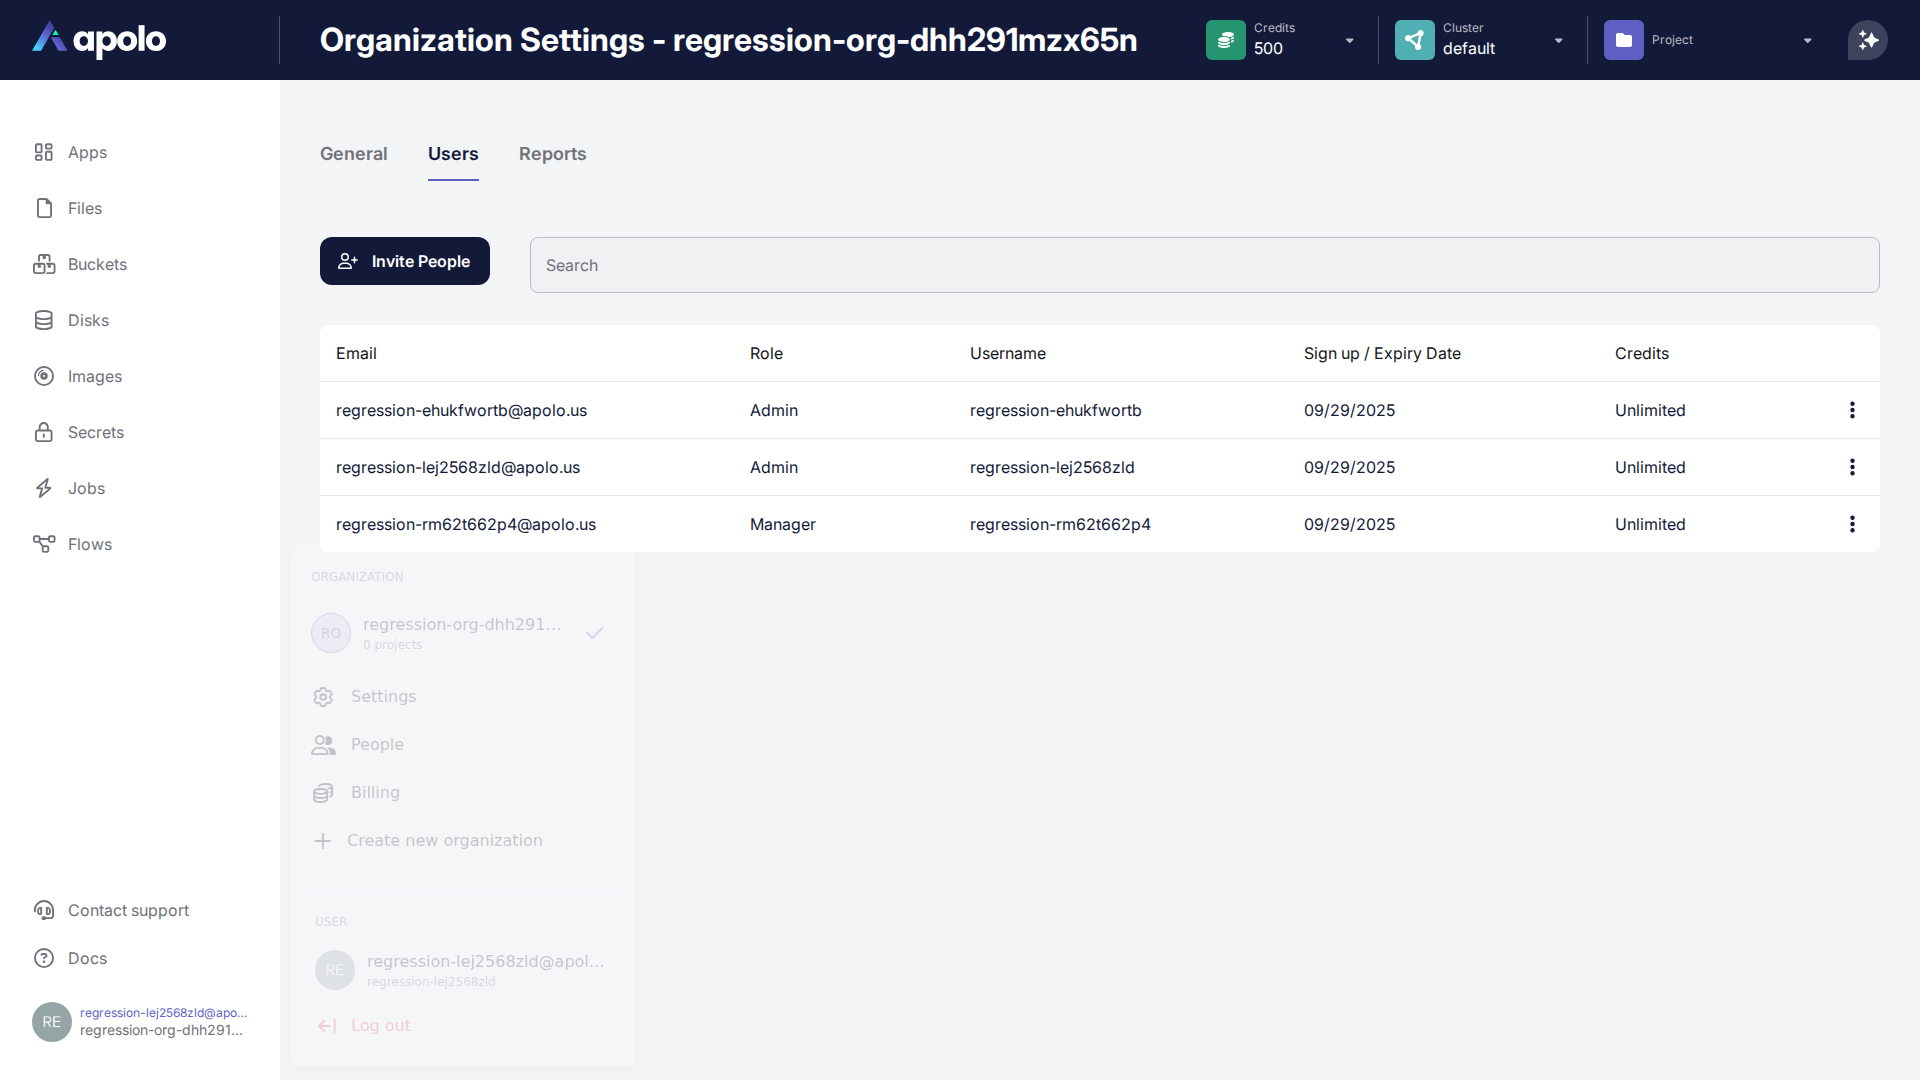 apolo
Organization Settings - regression-org-dhh291mzx65n
Credits
500
Cluster
default
Project
Apps
Files
Buckets
Disks
Images
Secrets
Jobs
Flows
Contact support
Docs
RE
regression-lej2568zld@apo...
regression-org-dhh291...
General Users Reports
Invite People
Search
Email Role Username Sign up / Expiry Date Credits
regression-ehukfwortb@apolo.us Admin regression-ehukfwortb 09/29/2025 Unlimited
regression-lej2568zld@apolo.us Admin regression-lej2568zld 09/29/2025 Unlimited
regression-rm62t662p4@apolo.us Manager regression-rm62t662p4 09/29/2025 Unlimited
ORGANIZATION
RO
regression-org-dhh291...
0 projects
Settings
People
Billing
Create new organization
USER
RE
regression-lej2568zld@apol...
regression-lej2568zld
Log out